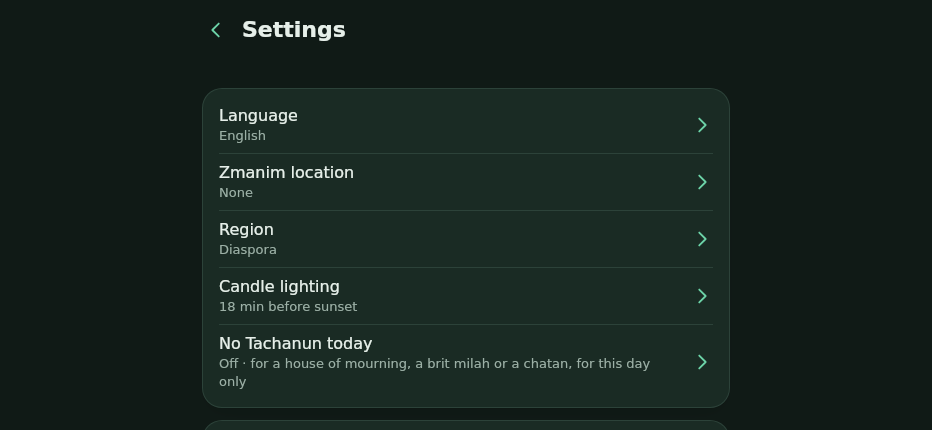 Settings
Language
English
Zmanim location
None
Region
Diaspora
Candle lighting
18 min before sunset
No Tachanun today
Off · for a house of mourning, a brit milah or a chatan, for this day
only